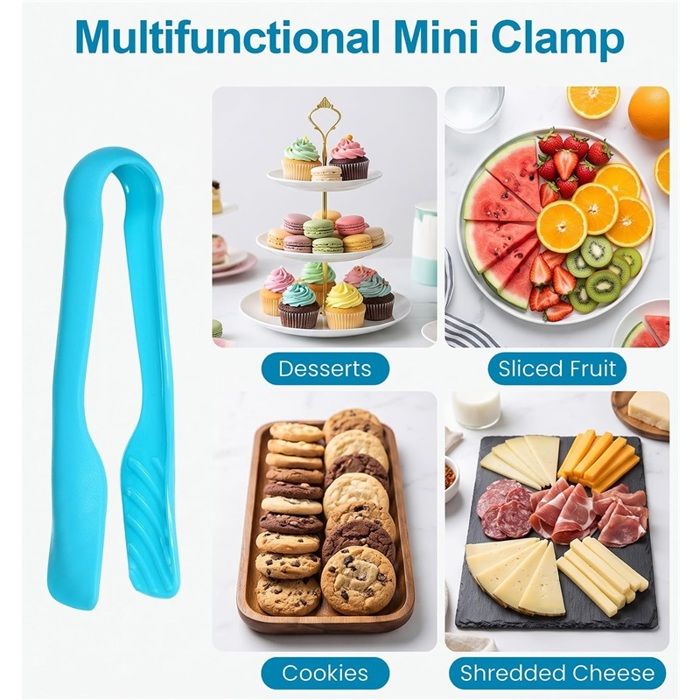 Multifunctional Mini Clamp
Desserts
Sliced Fruit
Cookies
Shredded Cheese